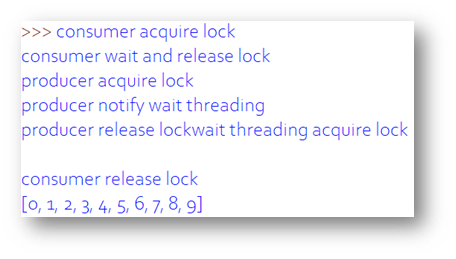 >>> consumer acquire lock
consumer wait and release lock
producer acquire lock
producer notify wait threading
producer release lockwait threading acquire lock
consumer release lock
[0, 1, 2, 3, 4, 5, 6, 7, 8, 9]